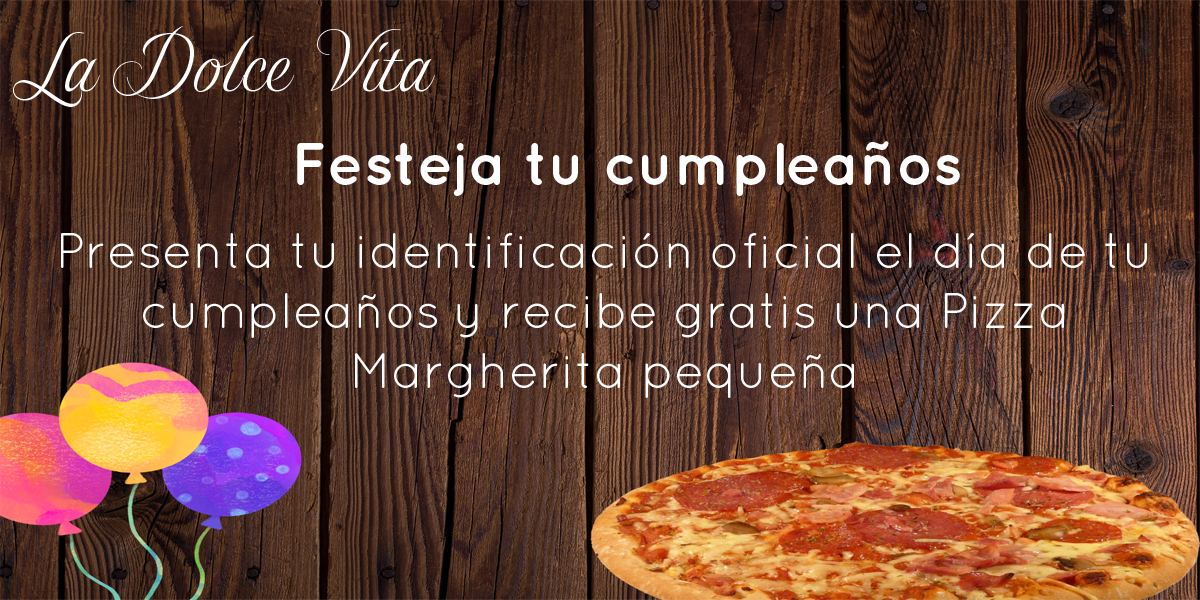 La Dolce Vita
Festeja tu cumpleaños
Presenta tu identificación oficial el día de tu
cumpleaños y recibe gratis una Pizza
Margherita pequeña